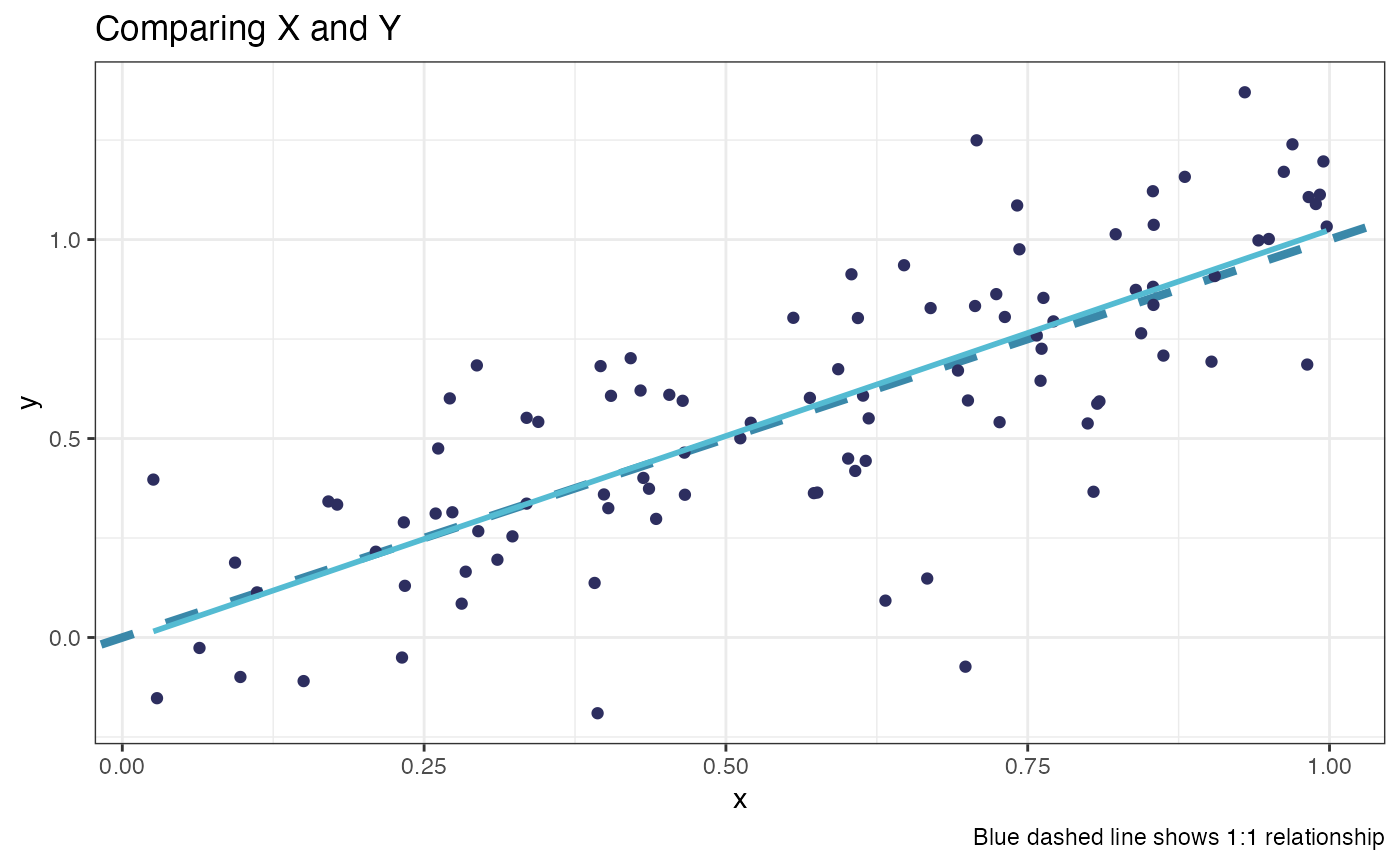 Comparing X and Y
1.0
0.5
0.0
y
0.00 0.25 0.50 0.75 1.00
x
Blue dashed line shows 1:1 relationship